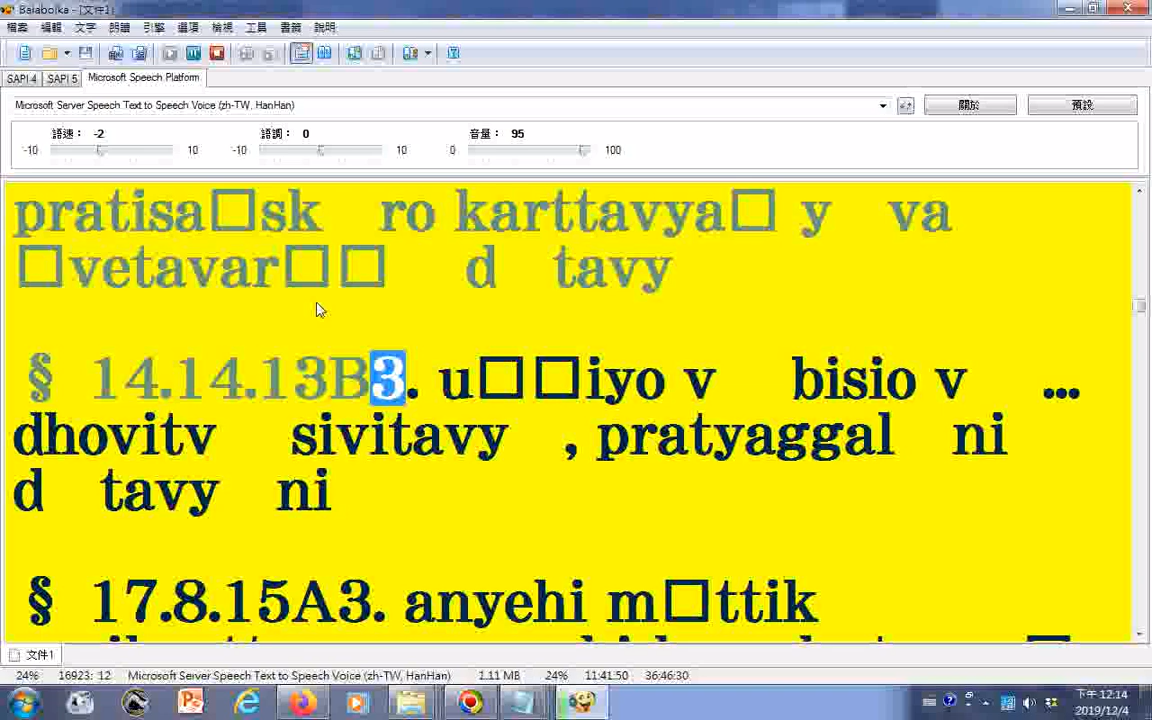 Balabolka - [文件1]
檔案 編輯 文字 朗讀 引擎 選項 檢視 工具 書籤 說明
SAPI 4 SAPI 5 Microsoft Speech Platform
Microsoft Server Speech Text to Speech Voice (zh-TW, HanHan) 關於 預設
語速： -2 語調： 0 音量： 95
-10 10 -10 10 0 100
pratisa□sk ro karttavya□ y va
□vetavar□□ d tavy
§ 14.14.13B3. u□□iyo v bisio v ...
dhovitv sivitavy , pratyaggal ni
d tavy ni
§ 17.8.15A3. anyehi m□ttik
文件1
24% 16923: 12 Microsoft Server Speech Text to Speech Voice (zh-TW, HanHan) 1.11 MB 24% 11:41:50 36:46:30
下午 12:14
2019/12/4